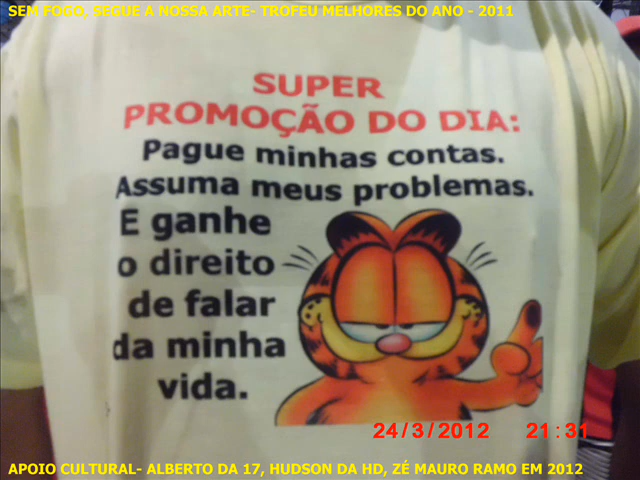 SEM FOGO, SEGUE A NOSSA ARTE- TROFEU MELHORES DO ANO - 2011
SUPER
PROMOÇÃO DO DIA:
Pague minhas contas.
Assuma meus problemas.
E ganhe
o direito
de falar
da minha
vida.
24/3/2012 21:31
APOIO CULTURAL- ALBERTO DA 17, HUDSON DA HD, ZÉ MAURO RAMO EM 2012